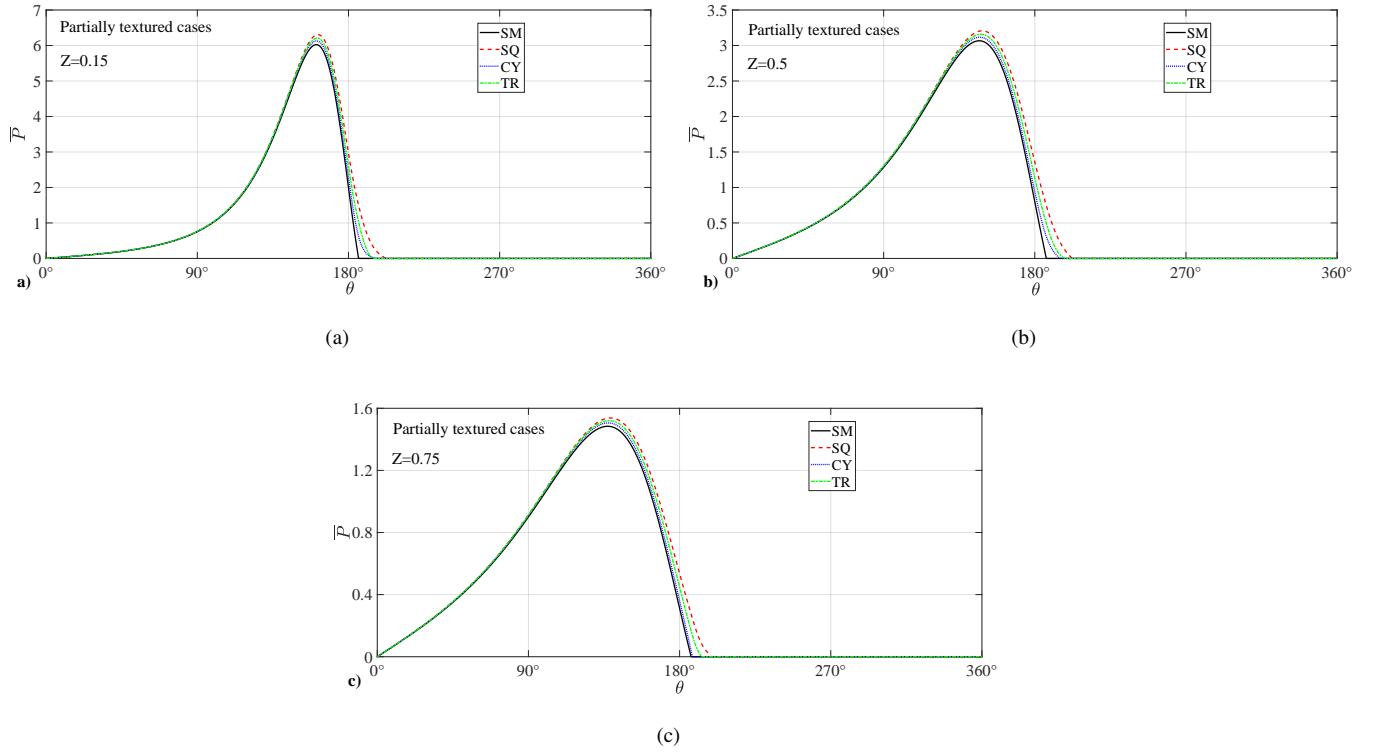 Partially textured cases
Z=0.15
SM
SQ
CY
TR
7
6
5
4
3
2
1
0
P̅
0° 90° 180° 270° 360°
θ
a)
(a)
Partially textured cases
Z=0.5
SM
SQ
CY
TR
3.5
3
2.5
2
1.5
1
0.5
0
P̅
0° 90° 180° 270° 360°
θ
b)
(b)
Partially textured cases
Z=0.75
SM
SQ
CY
TR
1.6
1.2
0.8
0.4
0
P̅
0° 90° 180° 270° 360°
θ
c)
(c)